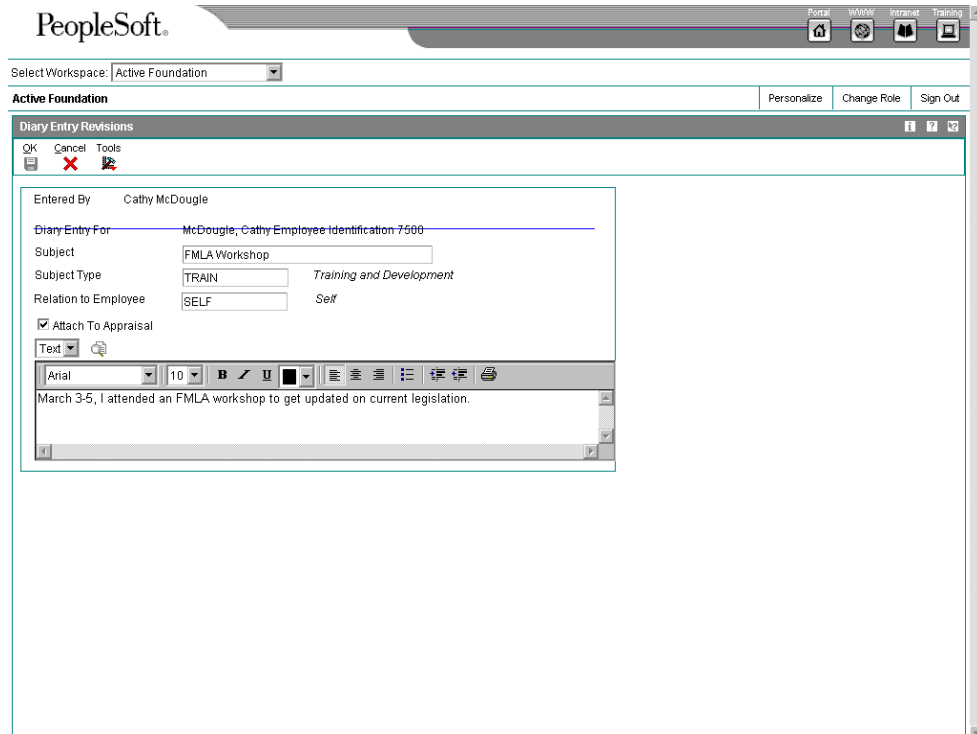 PeopleSoft.
Portal WWW Intranet Training
Select Workspace: Active Foundation
Active Foundation Personalize Change Role Sign Out
Diary Entry Revisions
OK Cancel Tools
Entered By Cathy McDougle
Diary Entry For McDougle, Cathy Employee Identification 7500
Subject FMLA Workshop
Subject Type TRAIN Training and Development
Relation to Employee SELF Self
Attach To Appraisal
Text
Arial 10 B I U
March 3-5, I attended an FMLA workshop to get updated on current legislation.